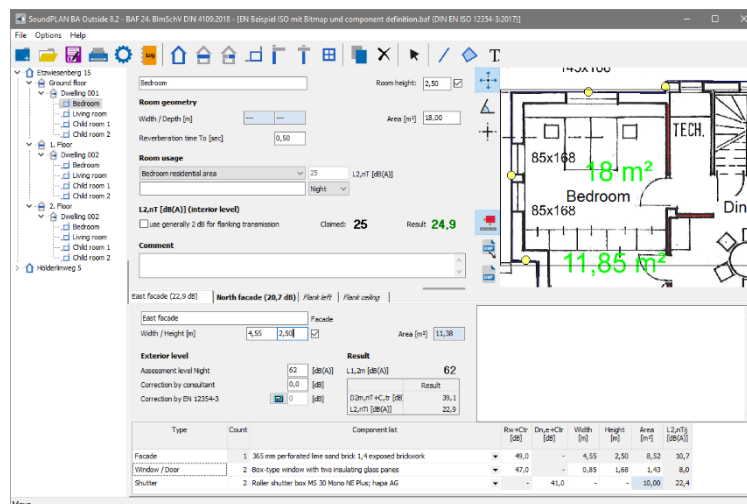 SoundPLAN BA Outside 8.2 - BAF 24. BImSchV DIN 4109:2018 - [EN Beispiel ISO mit Bitmap und component definition.baf (DIN EN ISO 12354-3:2017)]
File Options Help
Etzwiesenberg 15
Ground floor
Dwelling 001
Bedroom
Living room
Child room 1
Child room 2
1. Floor
Dwelling 002
Bedroom
Living room
Child room 1
Child room 2
2. Floor
Dwelling 002
Bedroom
Living room
Child room 1
Child room 2
Hölderlinweg 5
Bedroom Room height: 2,50
Room geometry
Width / Depth [m] --- --- Area [m²] 18,00
Reverberation time To [sec] 0,50
Room usage
Bedroom residential area 25 L2,nT [dB(A)]
Night
L2,nT [dB(A)] (Interior level)
use generally 2 dB for flanking transmission Claimed: 25 Result 24,9
Comment
145x168
TECH.
85x168
18 m²
Bedroom
85x168
Din
11,85 m²
East facade (22,9 dB) North facade (20,7 dB) Flank left Flank ceiling
East facade Facade
Width / Height [m] 4,55 2,50 Area [m²] 11,38
Exterior level Result
Assessment level Night 62 [dB(A)] L1,2m [dB(A)] 62
Correction by consultant 0,0 [dB] Result
Correction by EN 12354-3 0 [dB] D2m,nT+C,tr [dB] 39,1
L2,nTi [dB(A)] 22,9
Type Count Component list Rw+Ctr [dB] Dn,e+Ctr [dB] Width [m] Height [m] Area [m²] L2,nTij [dB(A)]
Facade 1 365 mm perforated lime sand brick 1,4 exposed brickwork 49,0 - 4,55 2,50 8,52 10,7
Window / Door 2 Box-type window with two insulating glass panes 47,0 - 0,85 1,68 1,43 8,0
Shutter 2 Roller shutter box MS 30 Mono NE Plus; hapa AG - 41,0 - - 10,00 22,4